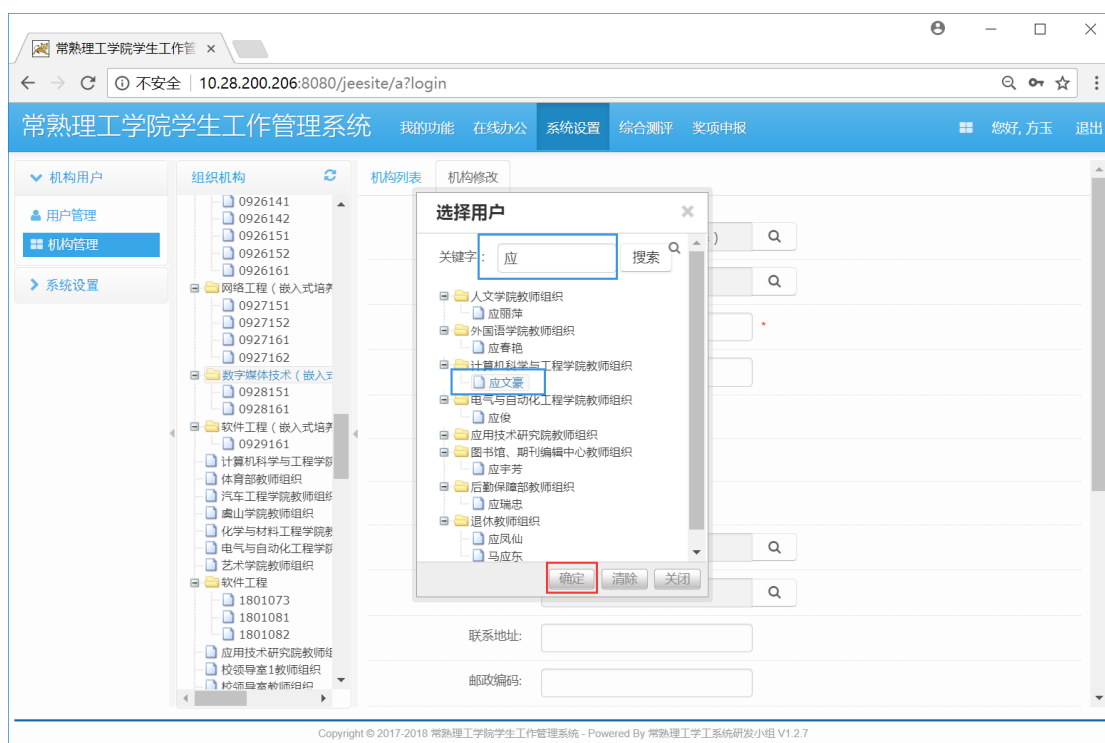 常熟理工学院学生工作管
不安全 | 10.28.200.206:8080/jeesite/a?login
常熟理工学院学生工作管理系统 我的功能 在线办公 系统设置 综合测评 奖项申报 您好, 方玉 退出
机构用户
用户管理
机构管理
系统设置
组织机构
0926141
0926142
0926151
0926152
0926161
网络工程（嵌入式培养
0927151
0927152
0927161
0927162
数字媒体技术（嵌入式
0928151
0928161
软件工程（嵌入式培养
0929161
计算机科学与工程学院
体育部教师组织
汽车工程学院教师组织
虞山学院教师组织
化学与材料工程学院教
电气与自动化工程学院
艺术学院教师组织
软件工程
1801073
1801081
1801082
应用技术研究院教师组
校领导室1教师组织
校领导室教师组织
机构列表 机构修改
)
*
联系地址:
邮政编码:
选择用户 ×
关键字： 应 搜索
人文学院教师组织
应丽萍
外国语学院教师组织
应春艳
计算机科学与工程学院教师组织
应文豪
电气与自动化工程学院教师组织
应俊
应用技术研究院教师组织
图书馆、期刊编辑中心教师组织
应宇芳
后勤保障部教师组织
应瑞忠
退休教师组织
应凤仙
马应东
确定 清除 关闭
Copyright © 2017-2018 常熟理工学院学生工作管理系统 - Powered By 常熟理工学工系统研发小组 V1.2.7